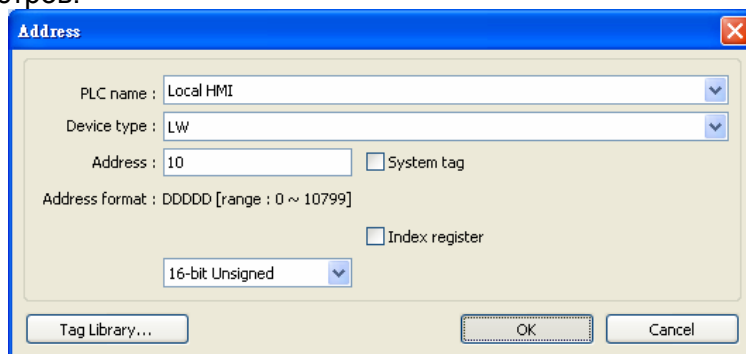 Address
PLC name : Local HMI
Device type : LW
Address : 10 System tag
Address format : DDDDD [range : 0 ~ 10799]
Index register
16-bit Unsigned
Tag Library... OK Cancel